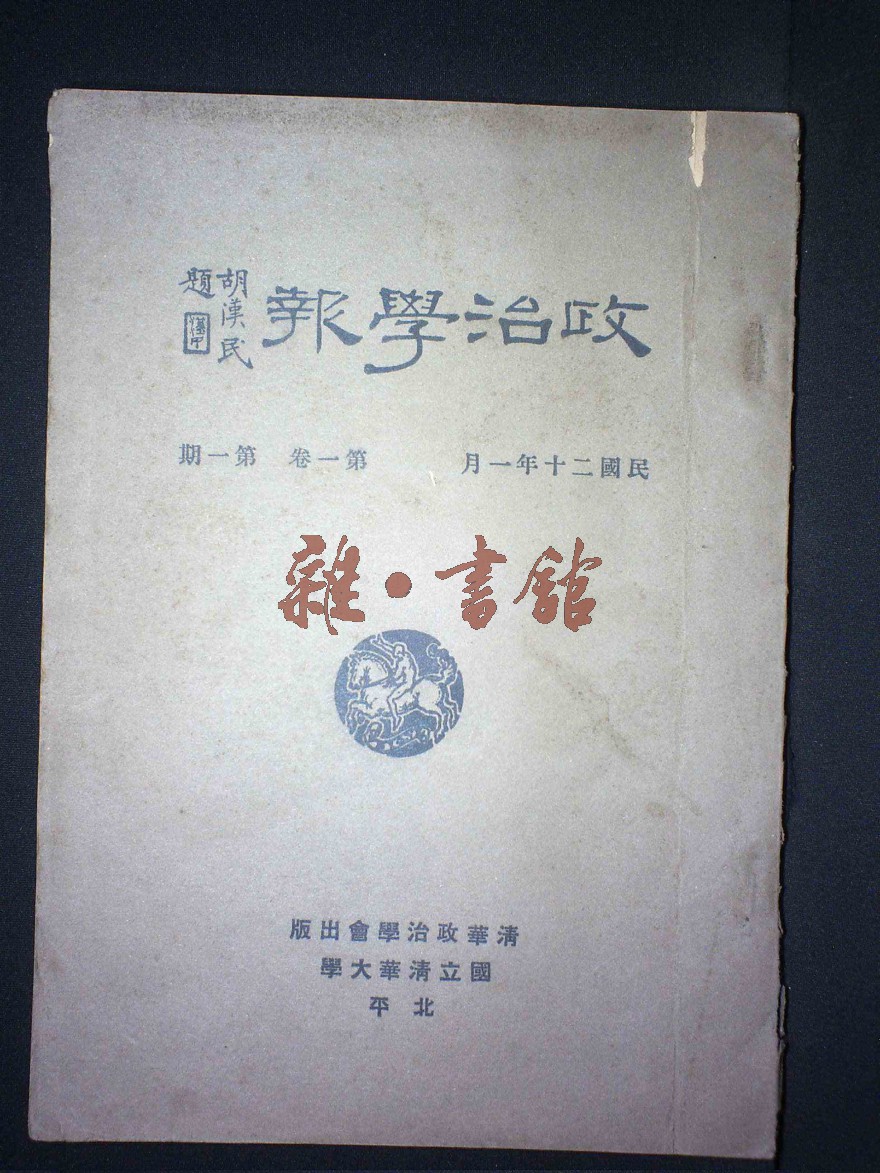 政治學報
胡漢民
題
民國二十年一月 第一卷 第一期
雜·書館
清華政治學會出版
國立清華大學
北平